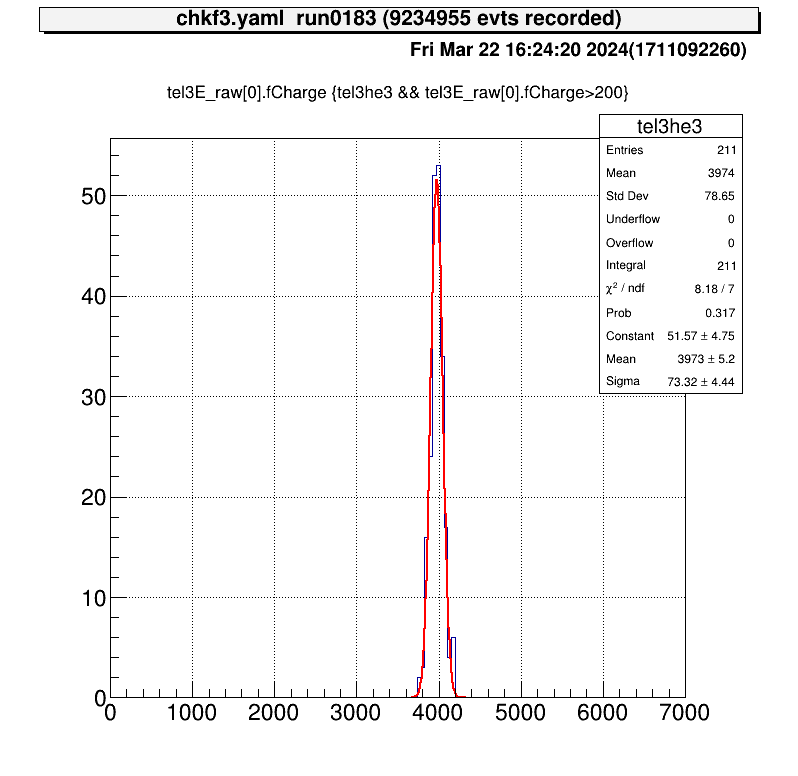 chkf3.yaml  run0183 (9234955 evts recorded)
Fri Mar 22 16:24:20 2024(1711092260)
tel3E_raw[0].fCharge {tel3he3 && tel3E_raw[0].fCharge>200}
tel3he3
Entries 211
Mean 3974
Std Dev 78.65
Underflow 0
Overflow 0
Integral 211
χ² / ndf 8.18 / 7
Prob 0.317
Constant 51.57 ± 4.75
Mean 3973 ± 5.2
Sigma 73.32 ± 4.44
50
40
30
20
10
0
0 1000 2000 3000 4000 5000 6000 7000